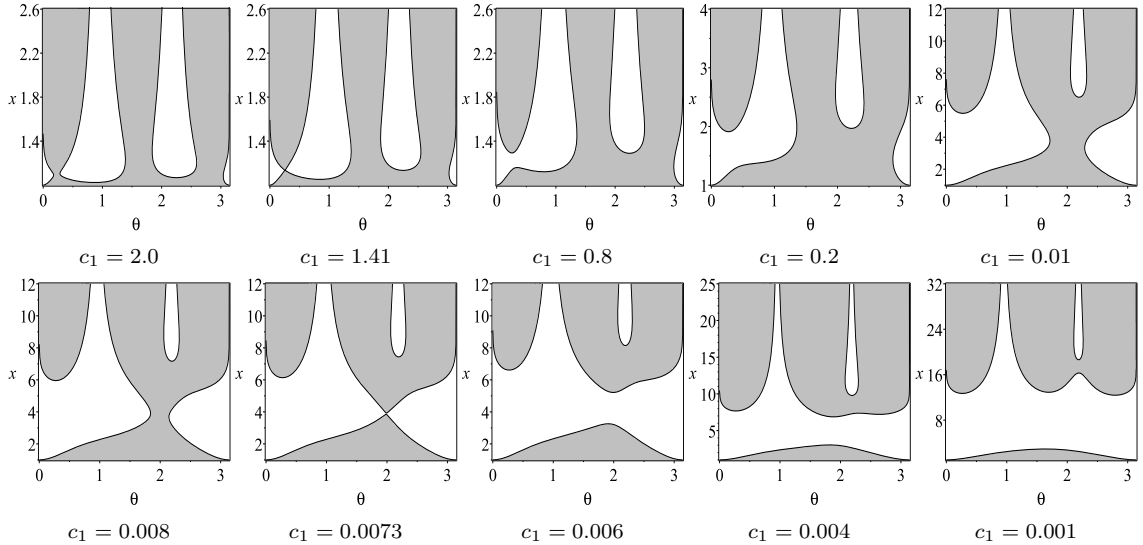 2.6 2.6 2.6 4 12
2.2 2.2 2.2 10
x 1.8 x 1.8 x 1.8 x 3 x 8
6
1.4 1.4 1.4 2 4
2
1
0 1 2 3 0 1 2 3 0 1 2 3 0 1 2 3 0 1 2 3
θ θ θ θ θ
c₁ = 2.0 c₁ = 1.41 c₁ = 0.8 c₁ = 0.2 c₁ = 0.01
12 12 12 25 32
10 10 10 20 24
x 8 x 8 x 8 x 15 x
6 6 6 10 16
4 4 4 5 8
2 2 2
0 1 2 3 0 1 2 3 0 1 2 3 0 1 2 3 0 1 2 3
θ θ θ θ θ
c₁ = 0.008 c₁ = 0.0073 c₁ = 0.006 c₁ = 0.004 c₁ = 0.001